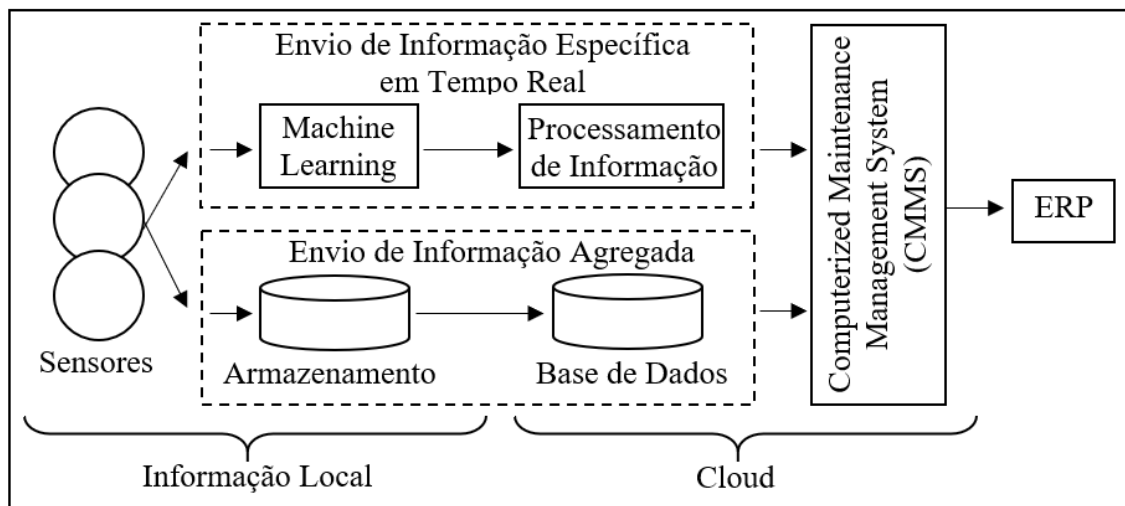 Envio de Informação Específica
em Tempo Real
Machine
Learning
Processamento
de Informação
Sensores
Envio de Informação Agregada
Armazenamento
Base de Dados
Computerized Maintenance
Management System
(CMMS)
ERP
Informação Local
Cloud